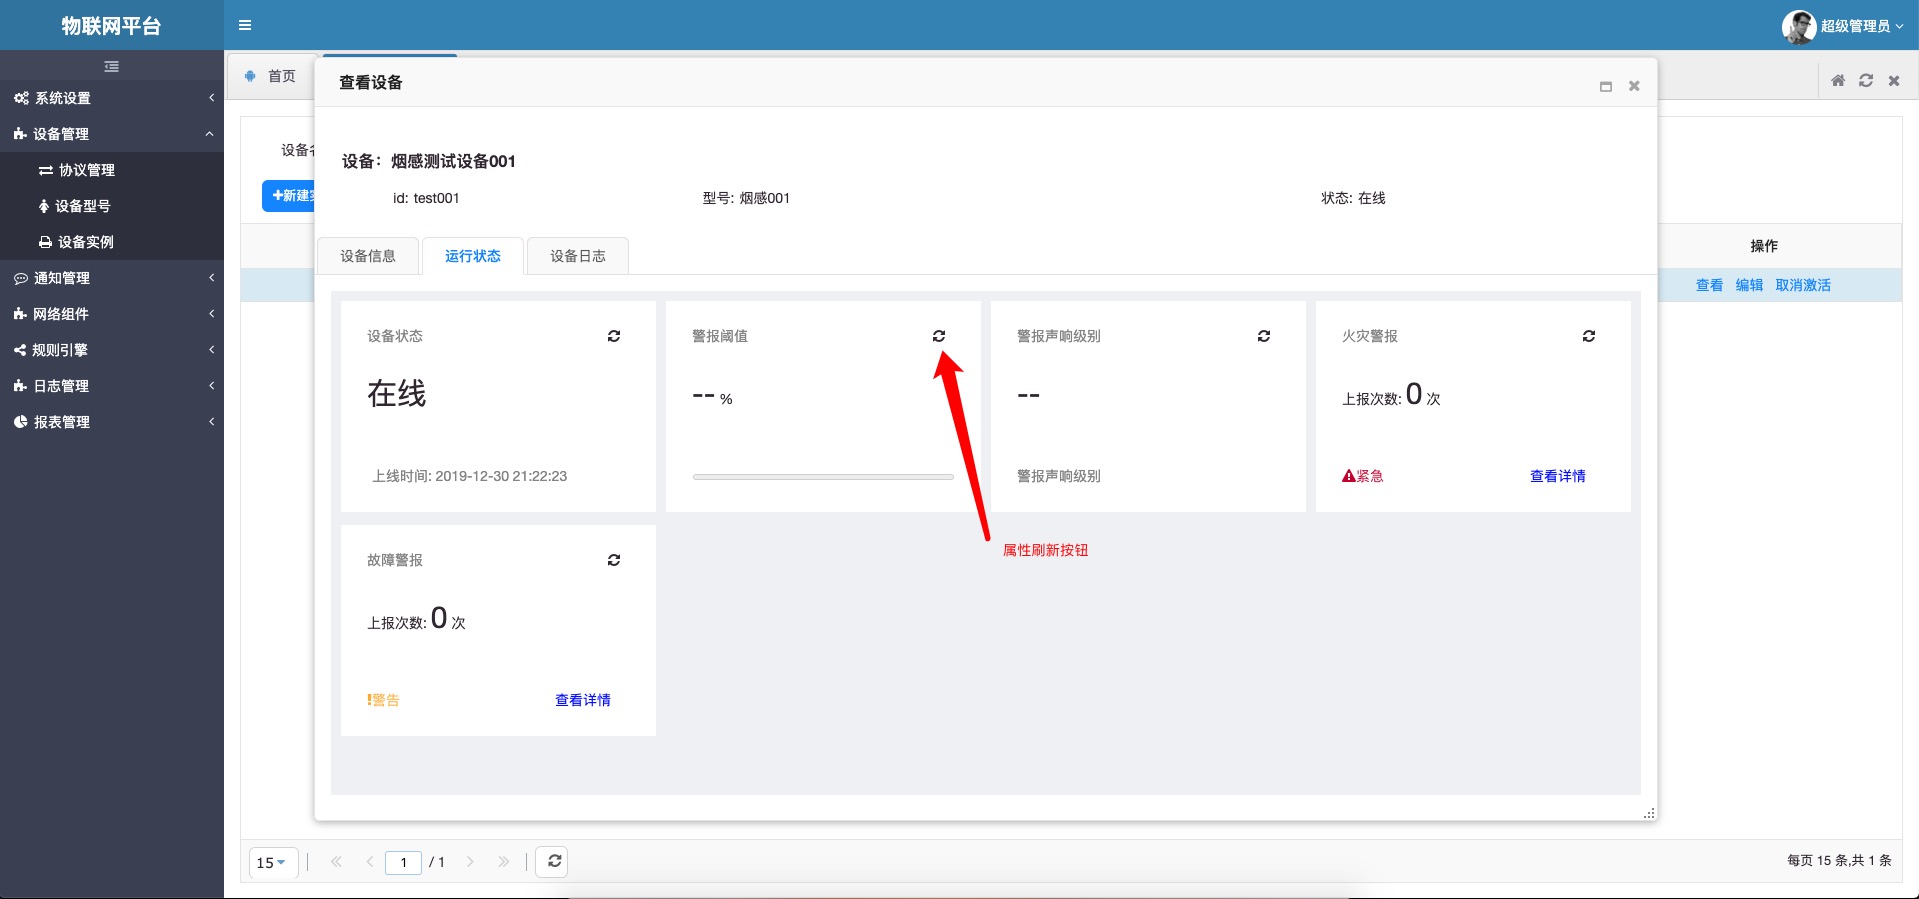 物联网平台
超级管理员
系统设置
设备管理
协议管理
设备型号
设备实例
通知管理
网络组件
规则引擎
日志管理
报表管理
首页
设备
+新建
操作
查看 编辑 取消激活
查看设备
设备：烟感测试设备001
id: test001 型号: 烟感001 状态: 在线
设备信息 运行状态 设备日志
设备状态
在线
上线时间: 2019-12-30 21:22:23
警报阈值
-- %
警报声响级别
--
警报声响级别
火灾警报
上报次数: 0 次
紧急 查看详情
故障警报
上报次数: 0 次
警告 查看详情
属性刷新按钮
15 1 / 1 每页 15 条,共 1 条